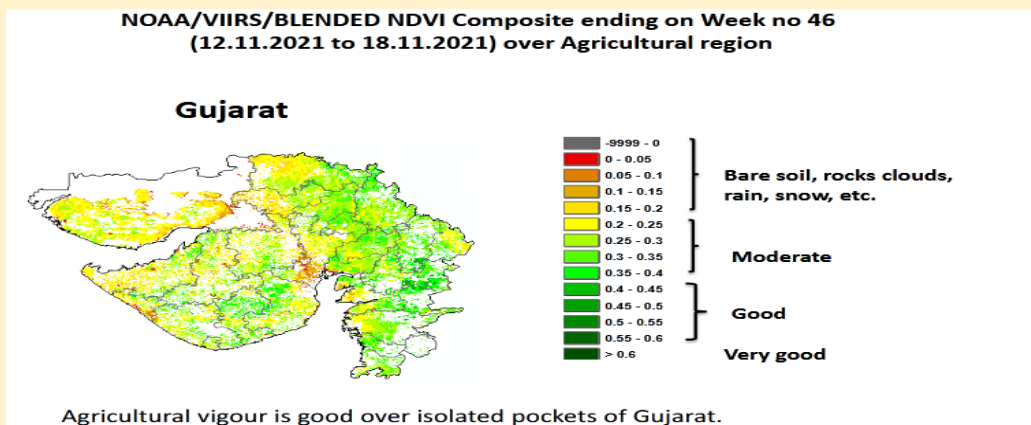 NOAA/VIIRS/BLENDED NDVI Composite ending on Week no 46
(12.11.2021 to 18.11.2021) over Agricultural region
Gujarat
-9999 - 0
0 - 0.05
0.05 - 0.1
0.1 - 0.15
0.15 - 0.2
0.2 - 0.25
0.25 - 0.3
0.3 - 0.35
0.35 - 0.4
0.4 - 0.45
0.45 - 0.5
0.5 - 0.55
0.55 - 0.6
> 0.6
Bare soil, rocks clouds,
rain, snow, etc.
Moderate
Good
Very good
Agricultural vigour is good over isolated pockets of Gujarat.